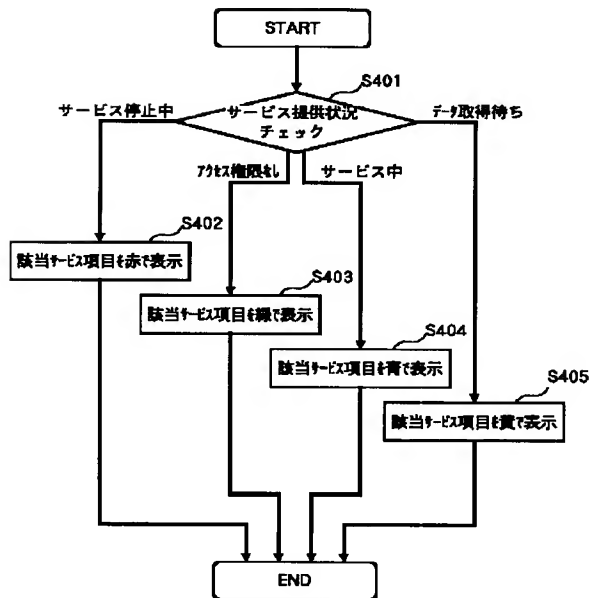 START
S401
サービス提供状況
チェック
サービス停止中
データ取得待ち
アクセス権限なし
サービス中
S402
該当サービス項目を赤で表示
S403
該当サービス項目を緑で表示
S404
該当サービス項目を青で表示
S405
該当サービス項目を黄で表示
END